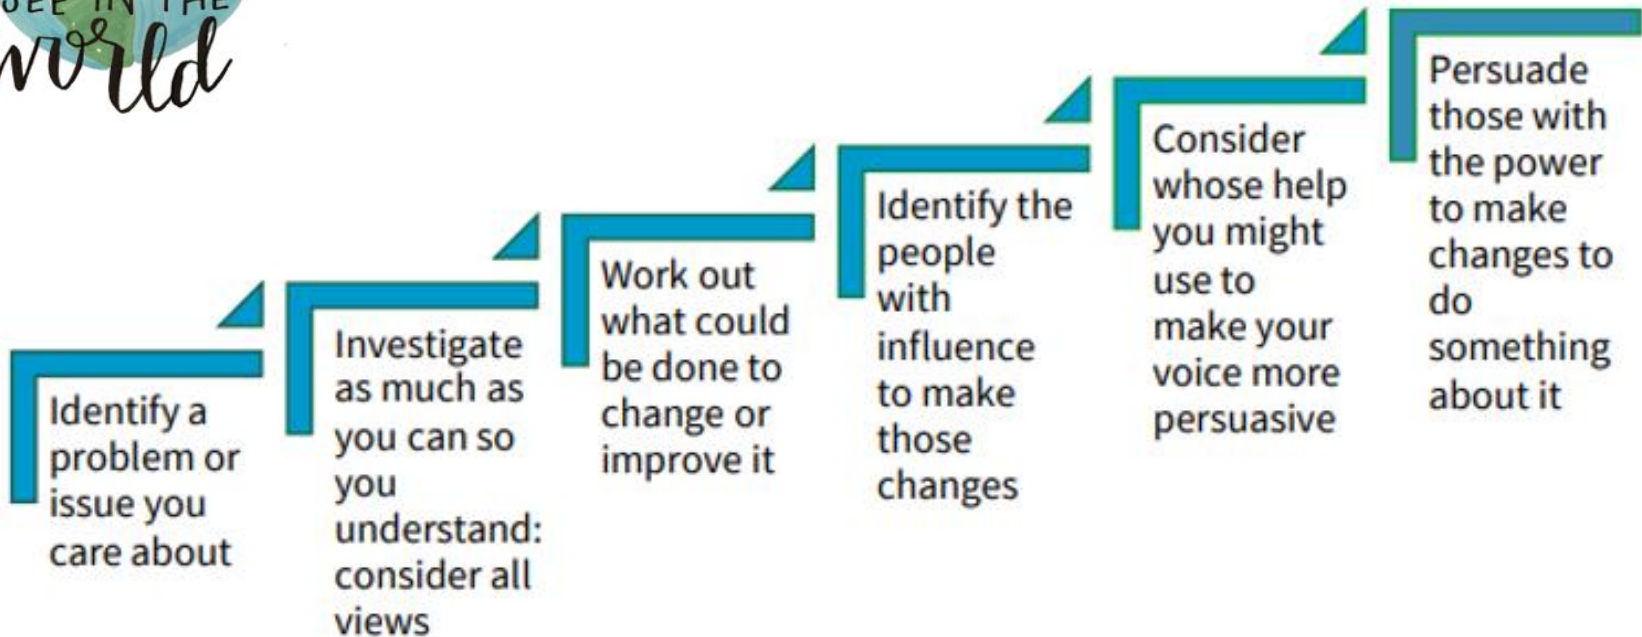 SEE IN THE
world
Identify a
problem or
issue you
care about
Investigate
as much as
you can so
you
understand:
consider all
views
Work out
what could
be done to
change or
improve it
Identify the
people
with
influence
to make
those
changes
Consider
whose help
you might
use to
make your
voice more
persuasive
Persuade
those with
the power
to make
changes to
do
something
about it